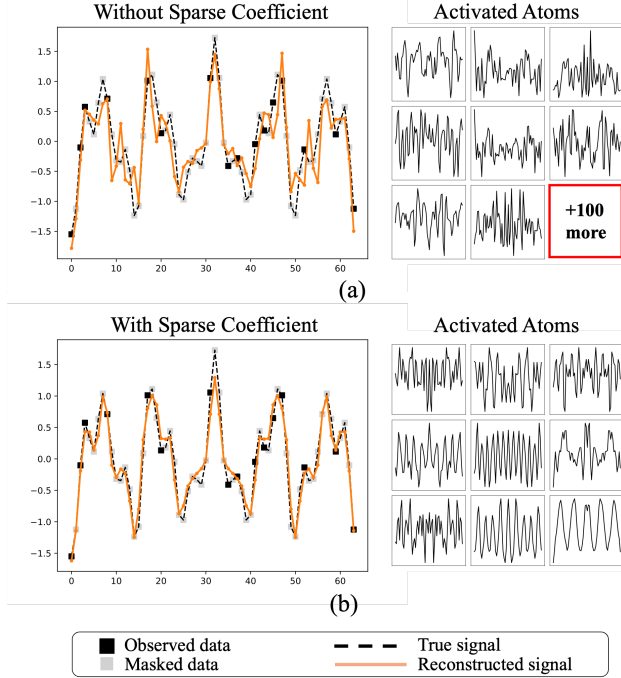 Without Sparse Coefficient
Activated Atoms
1.5
1.0
0.5
0.0
−0.5
−1.0
−1.5
0 10 20 30 40 50 60
+100
more
(a)
With Sparse Coefficient
Activated Atoms
1.5
1.0
0.5
0.0
−0.5
−1.0
−1.5
0 10 20 30 40 50 60
(b)
Observed data
True signal
Masked data
Reconstructed signal